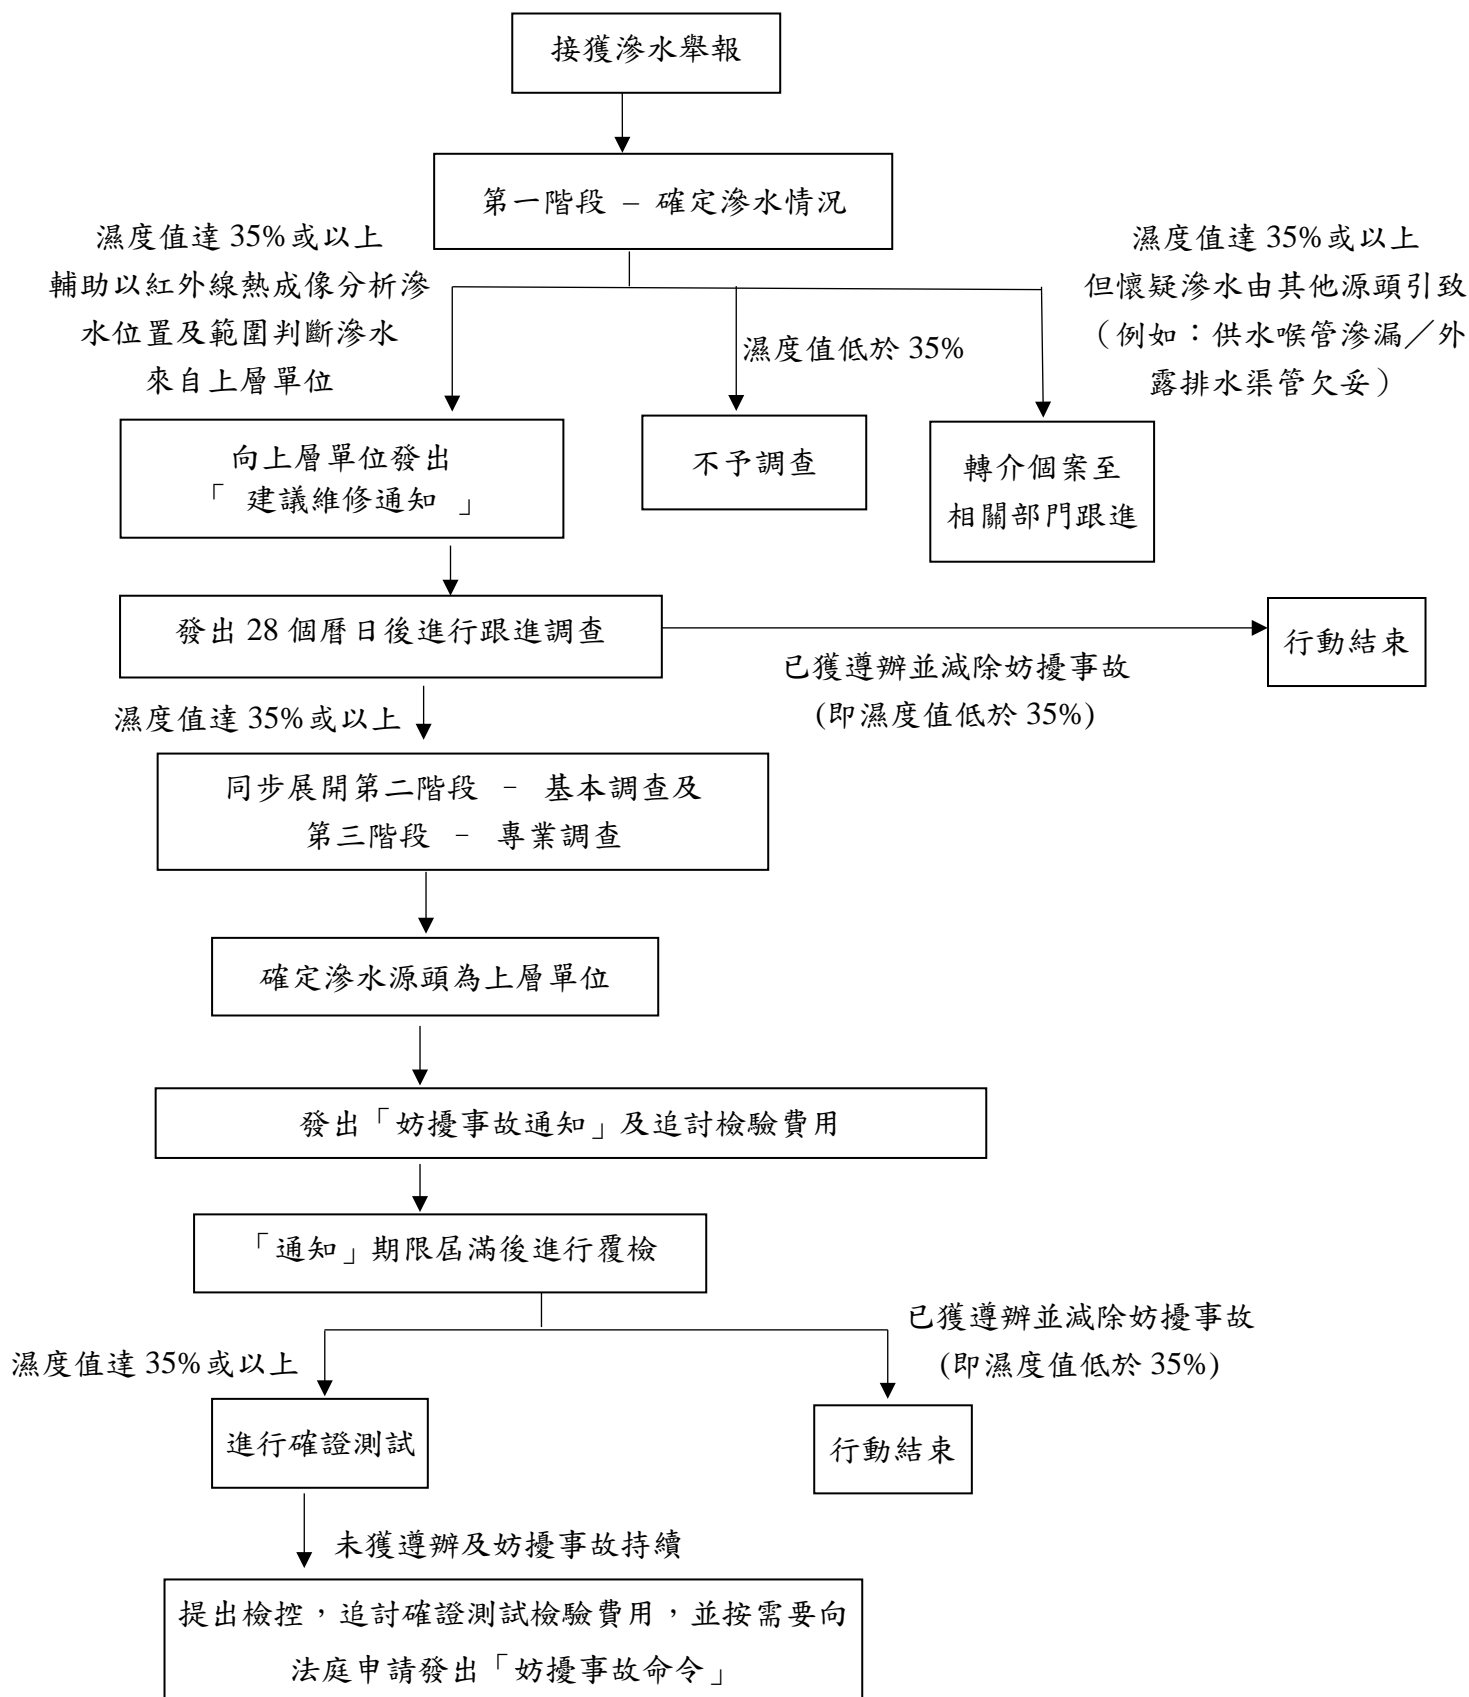 接獲滲水舉報
第一階段 – 確定滲水情況
濕度值達 35%或以上
輔助以紅外線熱成像分析滲
水位置及範圍判斷滲水
來自上層單位
濕度值低於 35%
濕度值達 35%或以上
但懷疑滲水由其他源頭引致
（例如：供水喉管滲漏／外
露排水渠管欠妥）
向上層單位發出
「 建議維修通知 」
不予調查
轉介個案至
相關部門跟進
發出 28 個曆日後進行跟進調查
已獲遵辦並減除妨擾事故
(即濕度值低於 35%)
行動結束
濕度值達 35%或以上
同步展開第二階段 – 基本調查及
第三階段 – 專業調查
確定滲水源頭為上層單位
發出「妨擾事故通知」及追討檢驗費用
「通知」期限屆滿後進行覆檢
濕度值達 35%或以上
已獲遵辦並減除妨擾事故
(即濕度值低於 35%)
進行確證測試
行動結束
未獲遵辦及妨擾事故持續
提出檢控，追討確證測試檢驗費用，並按需要向
法庭申請發出「妨擾事故命令」